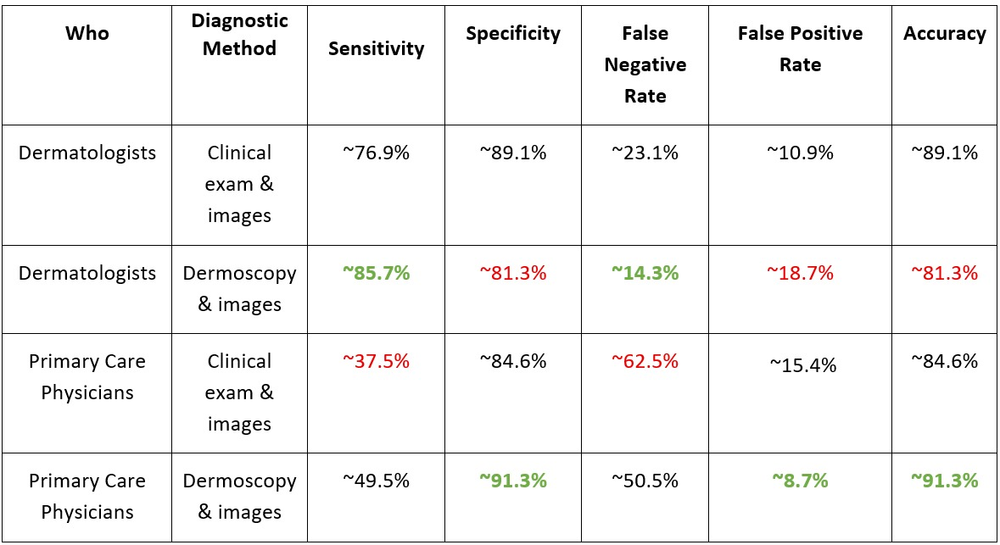 Who
Diagnostic
Method
Sensitivity
Specificity
False
Negative
Rate
False Positive
Rate
Accuracy
Dermatologists
Clinical
exam &
images
~76.9%
~89.1%
~23.1%
~10.9%
~89.1%
Dermatologists
Dermoscopy
& images
~85.7%
~81.3%
~14.3%
~18.7%
~81.3%
Primary Care
Physicians
Clinical
exam &
images
~37.5%
~84.6%
~62.5%
~15.4%
~84.6%
Primary Care
Physicians
Dermoscopy
& images
~49.5%
~91.3%
~50.5%
~8.7%
~91.3%